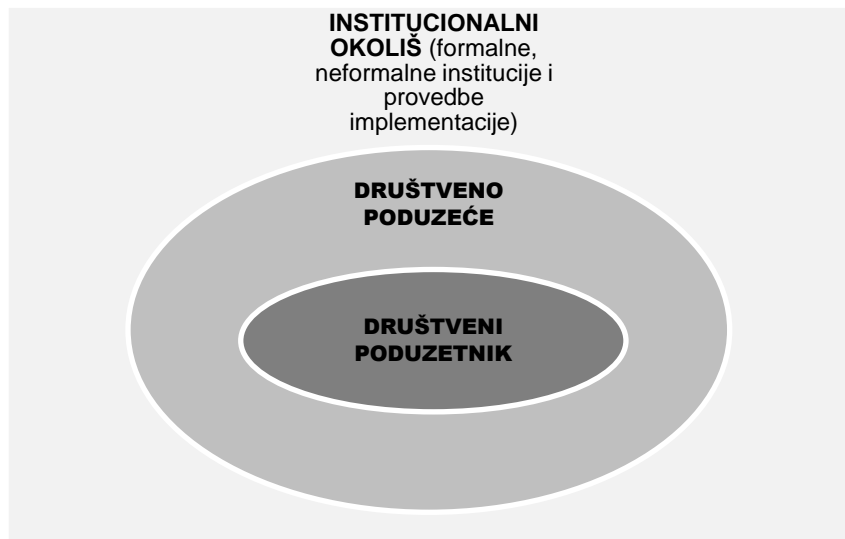 INSTITUCIONALNI
OKOLIŠ (formalne,
neformalne institucije i
provedbe
implementacije)
DRUŠTVENO
PODUZEĆE
DRUŠTVENI
PODUZETNIK